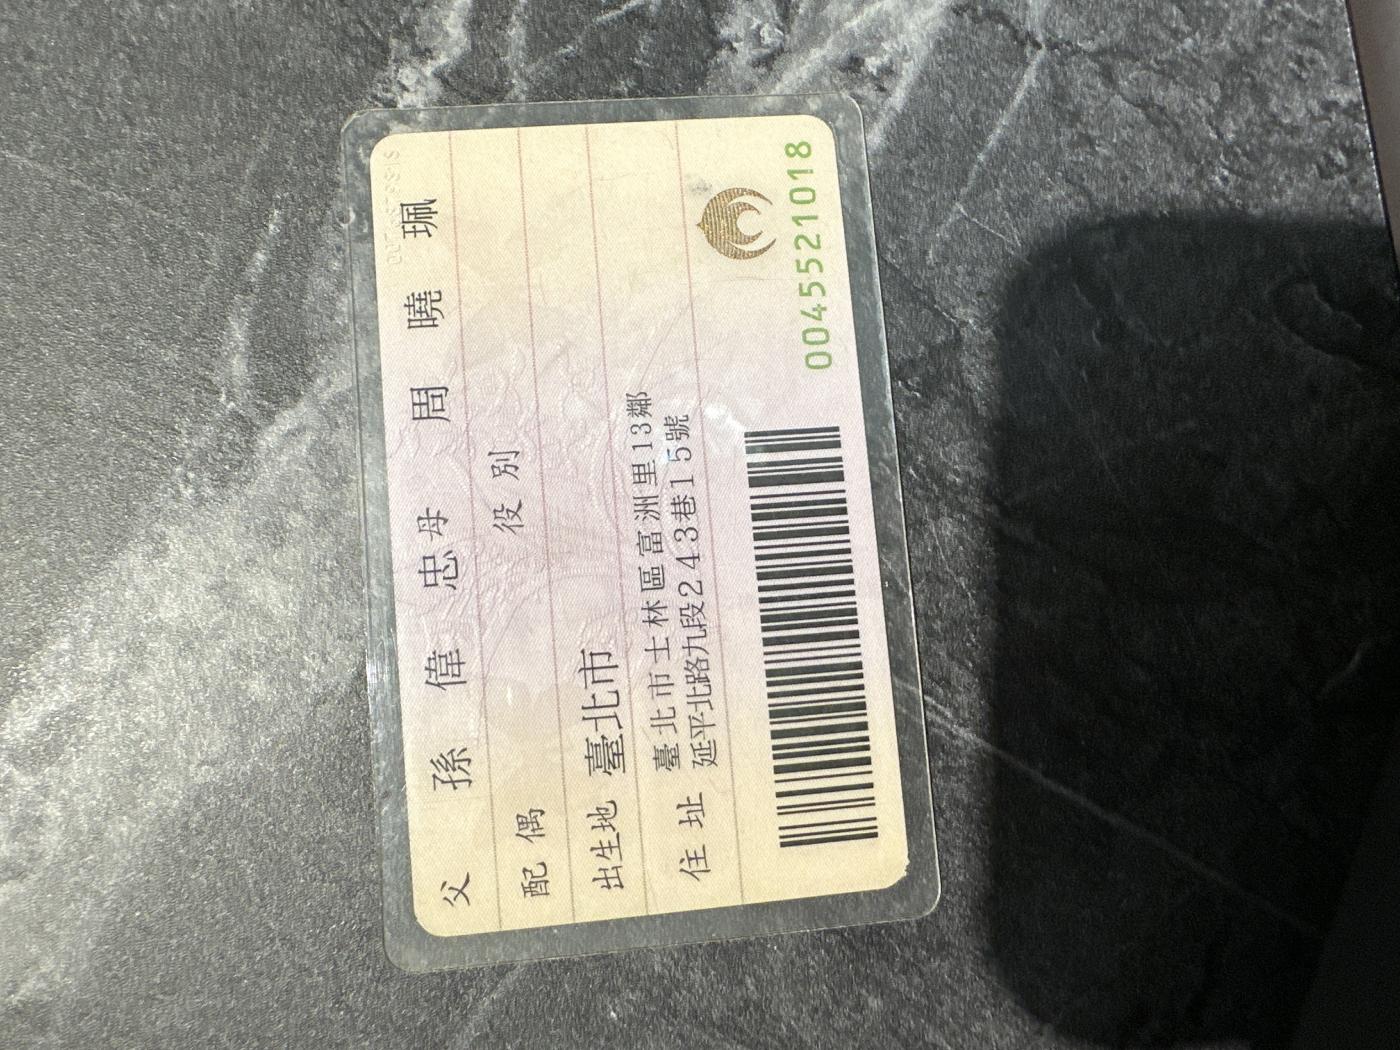 父 孫偉忠 母 周曉珮
配偶 役別
出生地 臺北市
住址 臺北市士林區富洲里13鄰
延平北路九段243巷15號
0045521018